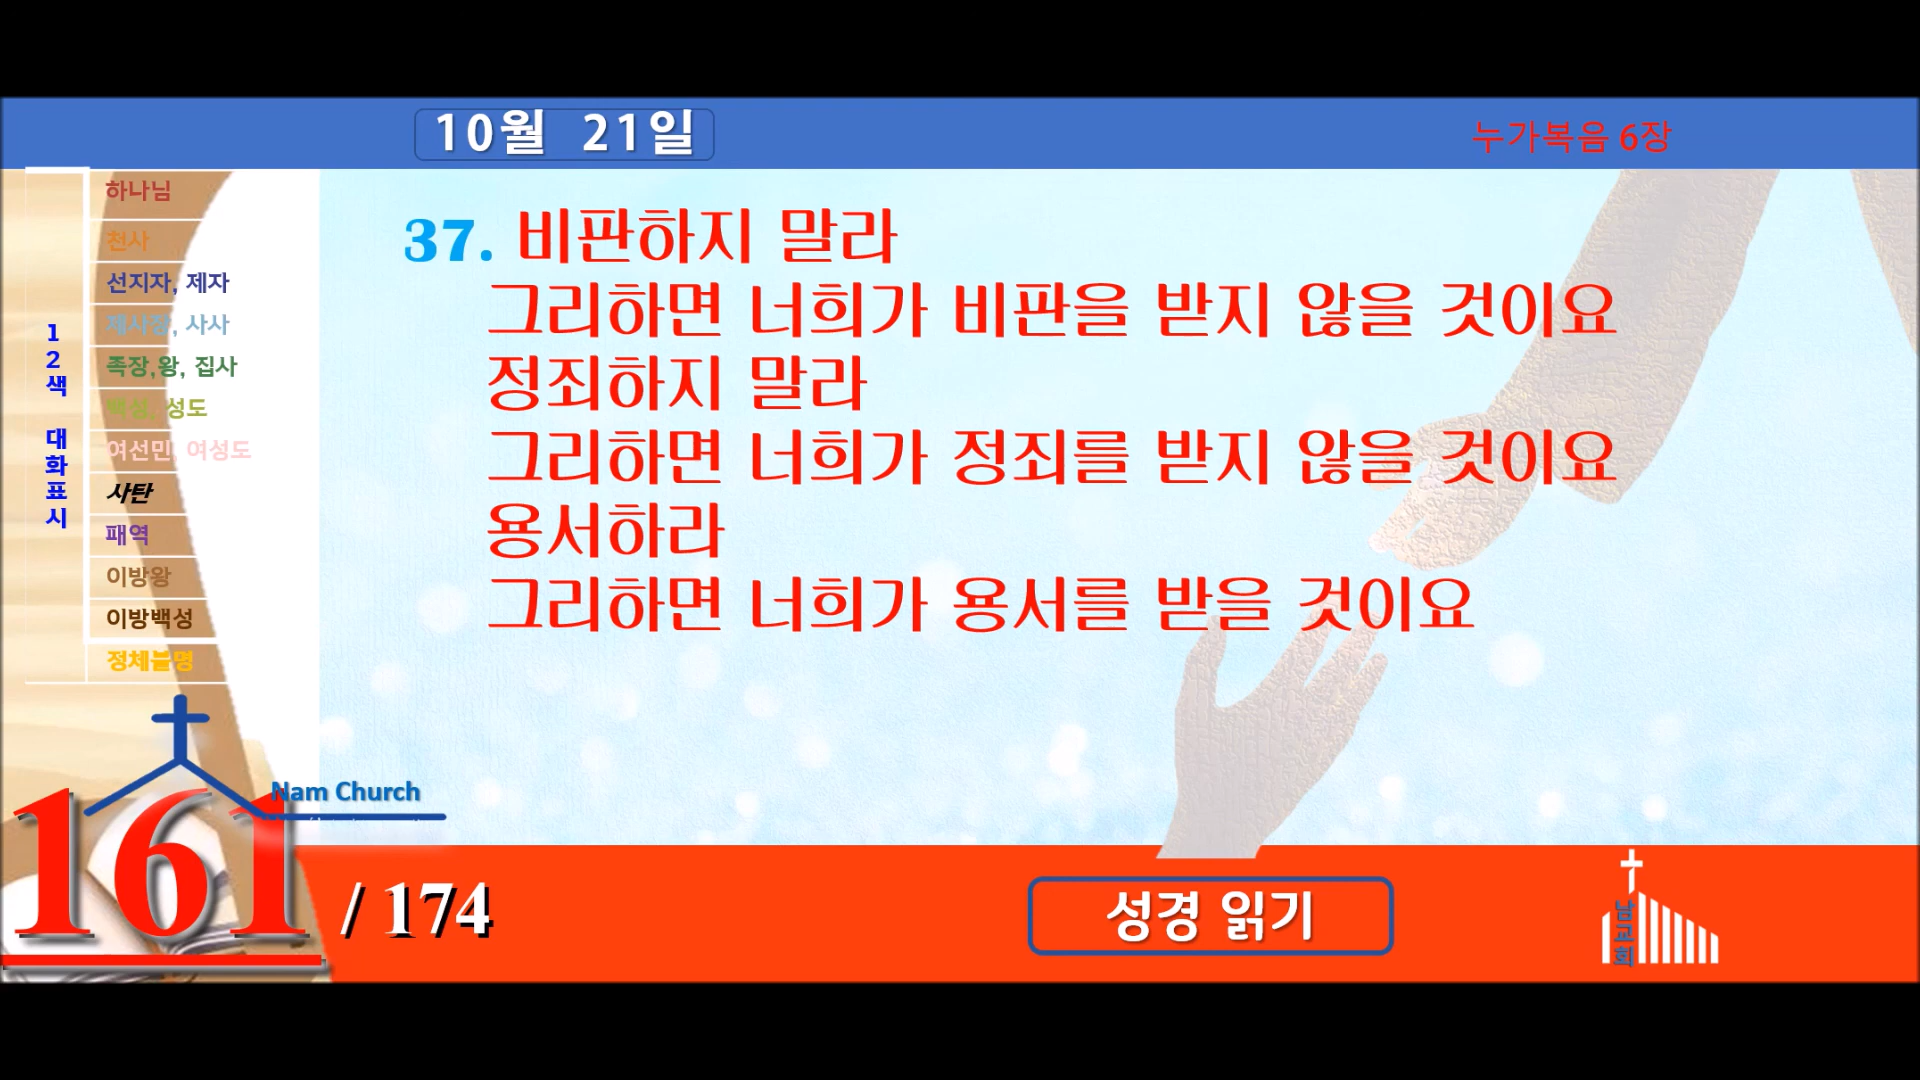 10월 21일
누가복음 6장
하나님
천사
선지자, 제자
제사장, 사사
족장,왕, 집사
백성, 성도
여선민, 여성도
사탄
패역
이방왕
이방백성
정체불명
12색 대화표시
37. 비판하지 말라
그리하면 너희가 비판을 받지 않을 것이요
정죄하지 말라
그리하면 너희가 정죄를 받지 않을 것이요
용서하라
그리하면 너희가 용서를 받을 것이요
Nam Church
161 / 174
성경 읽기
남교회